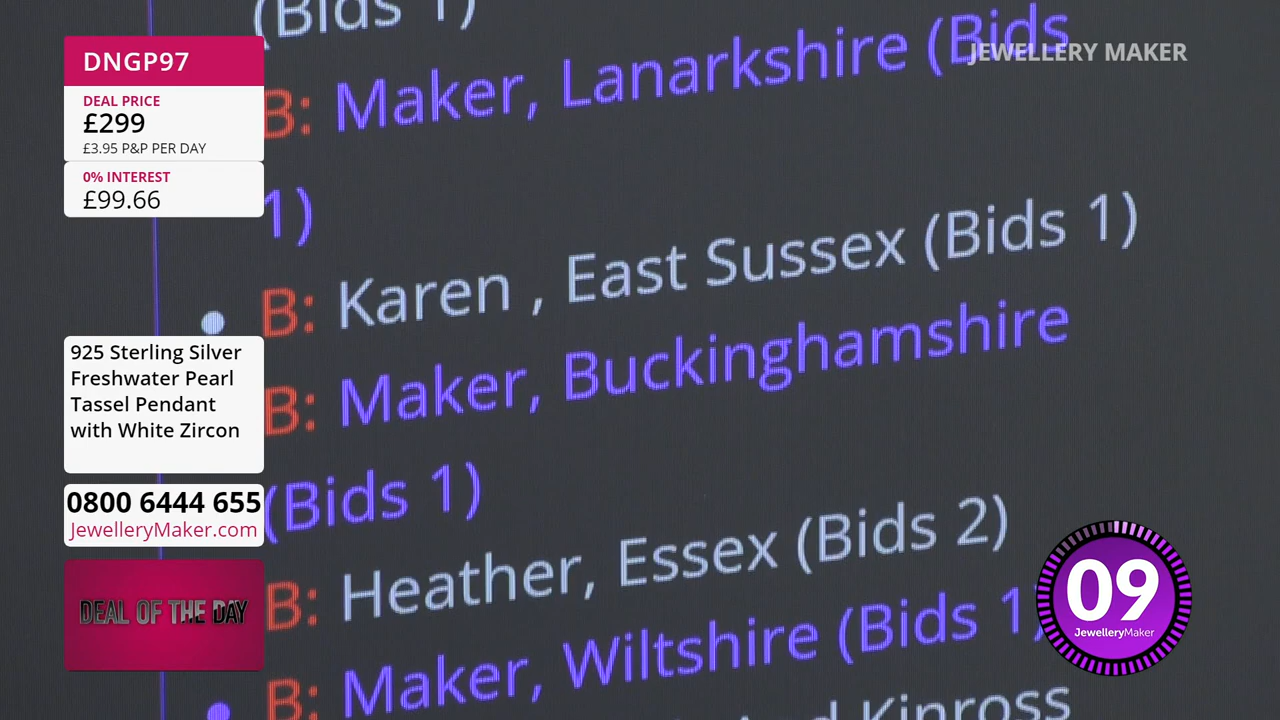 DNGP97
DEAL PRICE
£299
£3.95 P&P PER DAY
0% INTEREST
£99.66
925 Sterling Silver
Freshwater Pearl
Tassel Pendant
with White Zircon
0800 6444 655
JewelleryMaker.com
DEAL OF THE DAY
JEWELLERY MAKER
(Bids 1)
B: Maker, Lanarkshire (Bids
1)
B: Karen , East Sussex (Bids 1)
B: Maker, Buckinghamshire
(Bids 1)
B: Heather, Essex (Bids 2)
B: Maker, Wiltshire (Bids 1)
And Kinross
09
JewelleryMaker